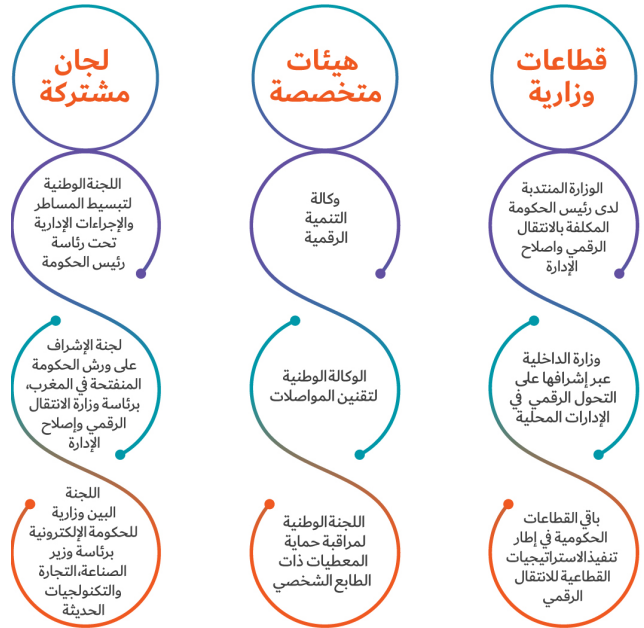 قطاعات
وزارية
الوزارة المنتدبة
لدى رئيس الحكومة
المكلفة بالانتقال
الرقمي واصلاح
الإدارة
وزارة الداخلية
عبر إشرافها على
التحول الرقمي في
الإدارات المحلية
باقي القطاعات
الحكومية في إطار
تنفيذ الاستراتيجيات
القطاعية للانتقال
الرقمي
هيئات
متخصصة
وكالة
التنمية
الرقمية
الوكالة الوطنية
لتقنين المواصلات
اللجنة الوطنية
لمراقبة حماية
المعطيات ذات
الطابع الشخصي
لجان
مشتركة
اللجنة الوطنية
لتبسيط المساطر
والإجراءات الإدارية
تحت رئاسة
رئيس الحكومة
لجنة الإشراف
على ورش الحكومة
المنفتحة في المغرب،
برئاسة وزارة الانتقال
الرقمي وإصلاح
الإدارة
اللجنة
البين وزارية
للحكومة الإلكترونية
برئاسة وزير
الصناعة،التجارة
والتكنولجيات
الحديثة